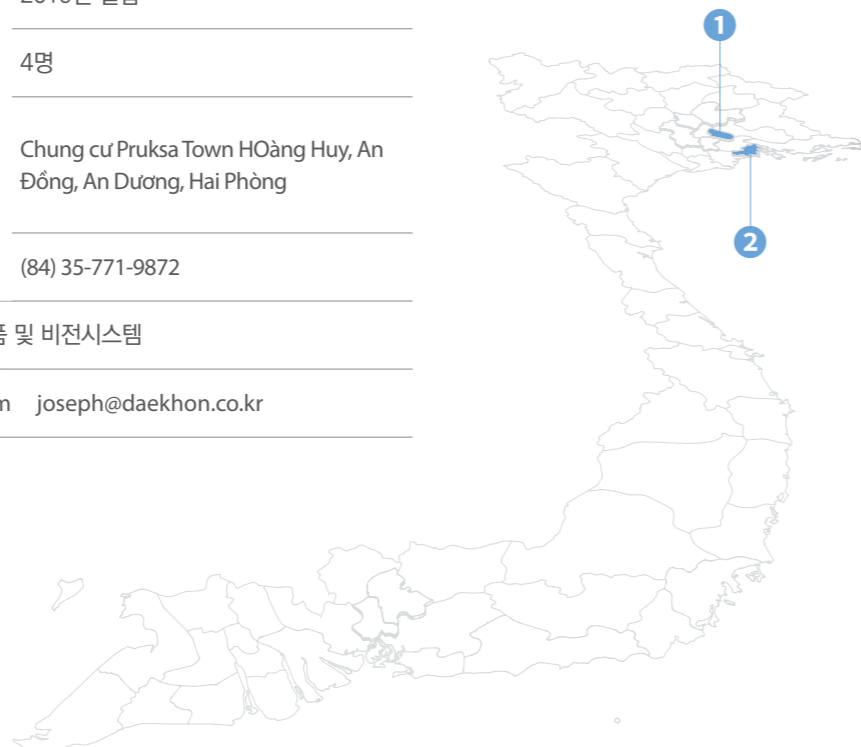 4명
Chung cư Pruksa Town HOàng Huy, An
Đồng, An Dương, Hai Phòng
(84) 35-771-9872
및 비전시스템
joseph@daekhon.co.kr
1
2